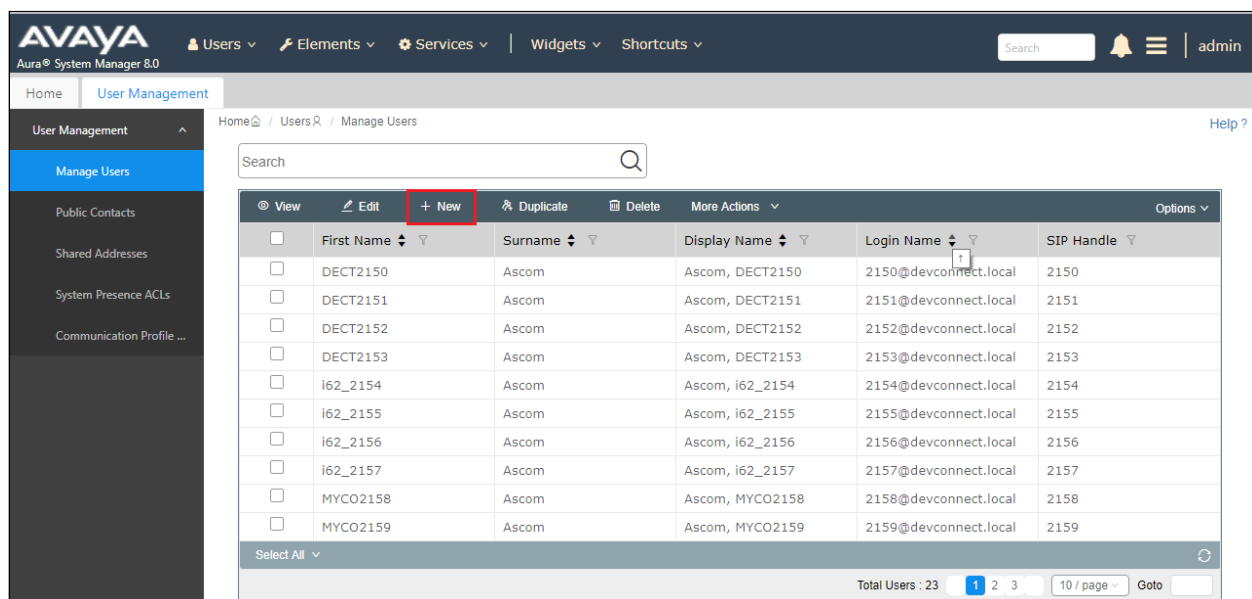 AVAYA
Aura® System Manager 8.0
Users Elements Services | Widgets Shortcuts Search admin
Home User Management
User Management
Manage Users
Public Contacts
Shared Addresses
System Presence ACLs
Communication Profile ...
Home / Users / Manage Users
Help ?
Search
View Edit + New Duplicate Delete More Actions Options
First Name Surname Display Name Login Name SIP Handle
↑
DECT2150 Ascom Ascom, DECT2150 2150@devconnect.local 2150
DECT2151 Ascom Ascom, DECT2151 2151@devconnect.local 2151
DECT2152 Ascom Ascom, DECT2152 2152@devconnect.local 2152
DECT2153 Ascom Ascom, DECT2153 2153@devconnect.local 2153
i62_2154 Ascom Ascom, i62_2154 2154@devconnect.local 2154
i62_2155 Ascom Ascom, i62_2155 2155@devconnect.local 2155
i62_2156 Ascom Ascom, i62_2156 2156@devconnect.local 2156
i62_2157 Ascom Ascom, i62_2157 2157@devconnect.local 2157
MYCO2158 Ascom Ascom, MYCO2158 2158@devconnect.local 2158
MYCO2159 Ascom Ascom, MYCO2159 2159@devconnect.local 2159
Select All
Total Users : 23 1 2 3 10 / page Goto